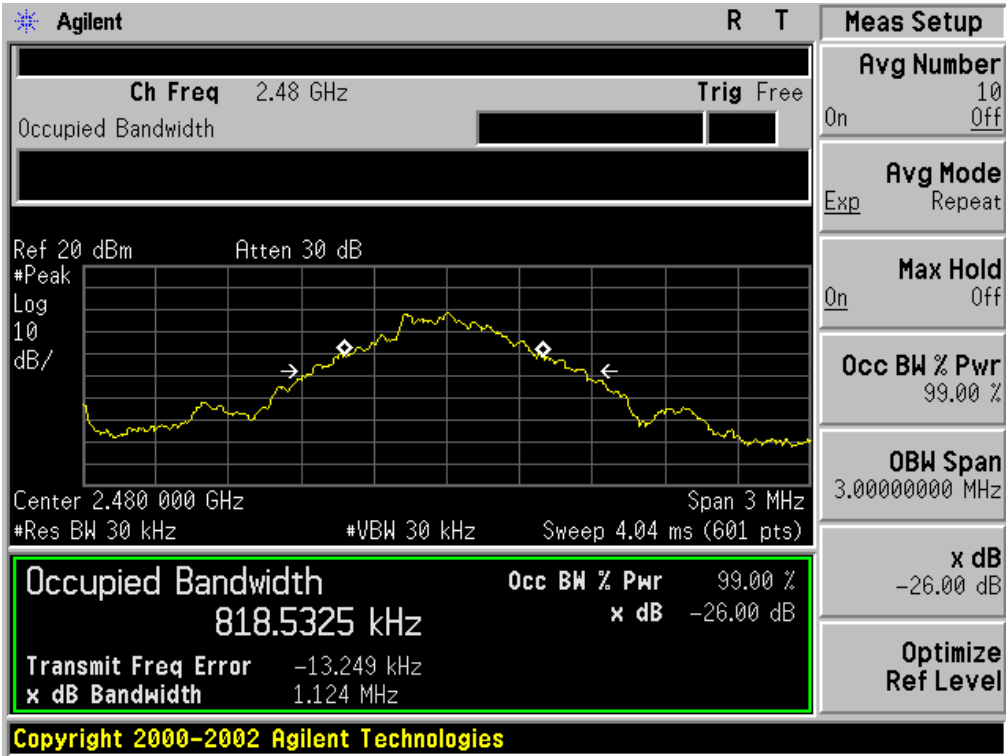 Agilent R T
Ch Freq 2.48 GHz Trig Free
Occupied Bandwidth
Ref 20 dBm Atten 30 dB
#Peak
Log
10
dB/
Center 2.480 000 GHz Span 3 MHz
#Res BW 30 kHz #VBW 30 kHz Sweep 4.04 ms (601 pts)
Occupied Bandwidth Occ BW % Pwr 99.00 %
818.5325 kHz x dB -26.00 dB
Transmit Freq Error -13.249 kHz
x dB Bandwidth 1.124 MHz
Copyright 2000-2002 Agilent Technologies
Meas Setup
Avg Number
10
On Off
Avg Mode
Exp Repeat
Max Hold
On Off
Occ BW % Pwr
99.00 %
OBW Span
3.00000000 MHz
x dB
-26.00 dB
Optimize
Ref Level